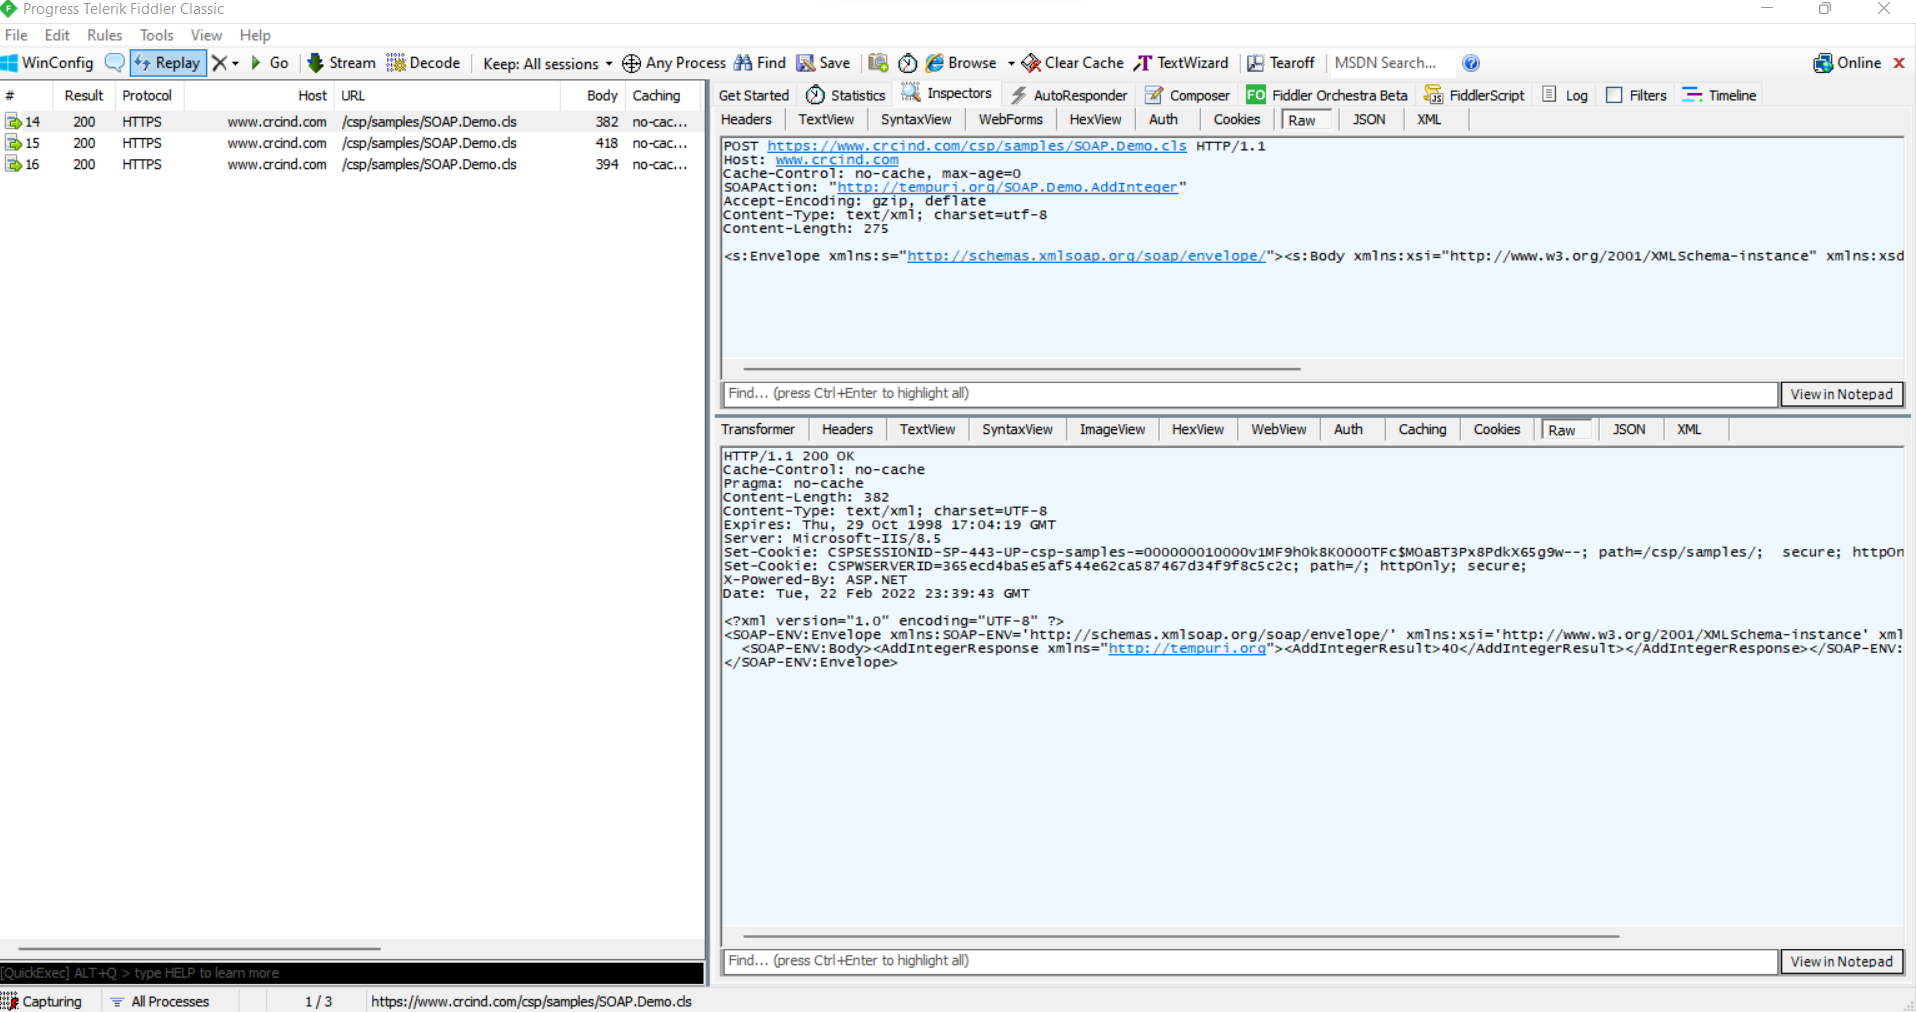 Progress Telerik Fiddler Classic
File Edit Rules Tools View Help
WinConfig Replay Go Stream Decode Keep: All sessions Any Process Find Save Browse Clear Cache TextWizard Tearoff MSDN Search... Online
# Result Protocol Host URL Body Caching
14 200 HTTPS www.crcind.com /csp/samples/SOAP.Demo.cls 382 no-cac...
15 200 HTTPS www.crcind.com /csp/samples/SOAP.Demo.cls 418 no-cac...
16 200 HTTPS www.crcind.com /csp/samples/SOAP.Demo.cls 394 no-cac...
[QuickExec] ALT+Q > type HELP to learn more
Get Started Statistics Inspectors AutoResponder Composer FO Fiddler Orchestra Beta FiddlerScript Log Filters Timeline
Headers TextView SyntaxView WebForms HexView Auth Cookies Raw JSON XML
POST https://www.crcind.com/csp/samples/SOAP.Demo.cls HTTP/1.1
Host: www.crcind.com
Cache-Control: no-cache, max-age=0
SOAPAction: "http://tempuri.org/SOAP.Demo.AddInteger"
Accept-Encoding: gzip, deflate
Content-Type: text/xml; charset=utf-8
Content-Length: 275
<s:Envelope xmlns:s="http://schemas.xmlsoap.org/soap/envelope/"><s:Body xmlns:xsi="http://www.w3.org/2001/XMLSchema-instance" xmlns:xsd
Find... (press Ctrl+Enter to highlight all) View in Notepad
Transformer Headers TextView SyntaxView ImageView HexView WebView Auth Caching Cookies Raw JSON XML
HTTP/1.1 200 OK
Cache-Control: no-cache
Pragma: no-cache
Content-Length: 382
Content-Type: text/xml; charset=UTF-8
Expires: Thu, 29 Oct 1998 17:04:19 GMT
Server: Microsoft-IIS/8.5
Set-Cookie: CSPSESSIONID-SP-443-UP-csp-samples-=000000010000v1MF9h0k8K0000TFc$MOaBT3Px8PdkX65g9w--; path=/csp/samples/; secure; httpOn
Set-Cookie: CSPWSERVERID=365ecd4ba5e5af544e62ca587467d34f9f8c5c2c; path=/; httpOnly; secure;
X-Powered-By: ASP.NET
Date: Tue, 22 Feb 2022 23:39:43 GMT
<?xml version="1.0" encoding="UTF-8" ?>
<SOAP-ENV:Envelope xmlns:SOAP-ENV='http://schemas.xmlsoap.org/soap/envelope/' xmlns:xsi='http://www.w3.org/2001/XMLSchema-instance' xml
<SOAP-ENV:Body><AddIntegerResponse xmlns="http://tempuri.org"><AddIntegerResult>40</AddIntegerResult></AddIntegerResponse></SOAP-ENV:
</SOAP-ENV:Envelope>
Find... (press Ctrl+Enter to highlight all) View in Notepad
Capturing All Processes 1 / 3 https://www.crcind.com/csp/samples/SOAP.Demo.cls